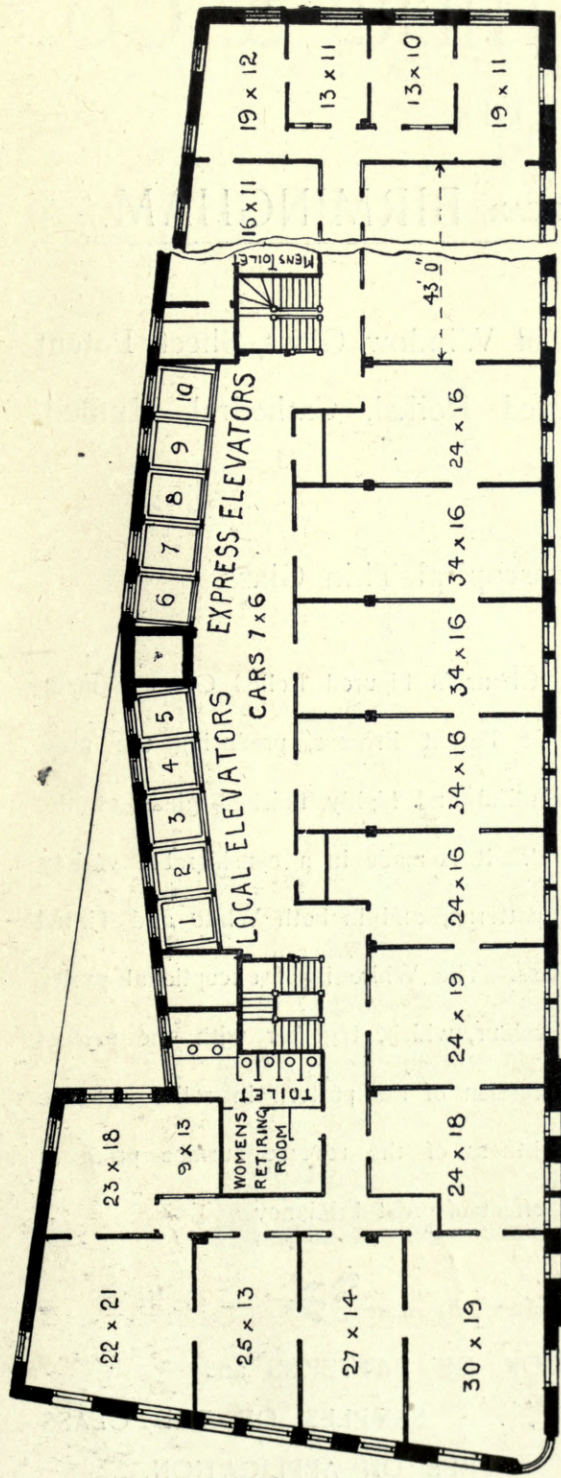 19 x 12
13 x 11
13 x 10
19 x 11
16 x 11
MENS TOILET
43' 0"
10
9
8
7
6
5
4
3
2
1
LOCAL ELEVATORS EXPRESS ELEVATORS
CARS 7 x 6
24 x 16
34 x 16
34 x 16
34 x 16
24 x 16
24 x 19
24 x 18
TOILET
WOMENS
RETIRING
ROOM
23 x 18
9 x 13
22 x 21
25 x 13
27 x 14
30 x 19